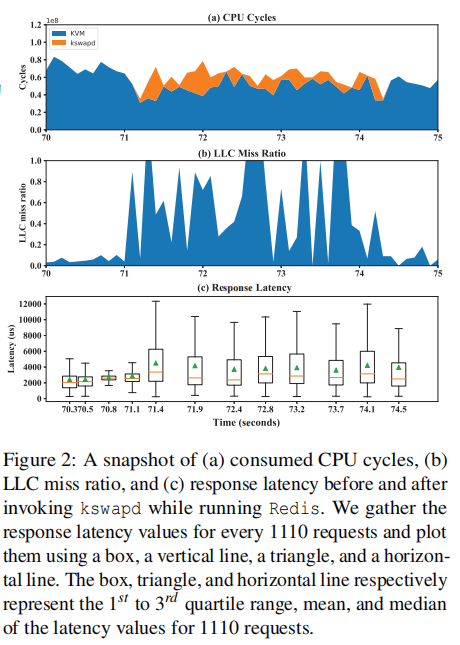 (a) CPU Cycles
1e8
KVM
kswapd
1.2
1.0
0.8
0.6
0.4
0.2
0.0
Cycles
70 71 72 73 74 75
(b) LLC Miss Ratio
1.0
0.8
0.6
0.4
0.2
0.0
LLC miss ratio
70 71 72 73 74 75
(c) Response Latency
12000
10000
8000
6000
4000
2000
0
Latency (us)
70.3 70.5 70.8 71.1 71.4 71.9 72.4 72.8 73.2 73.7 74.1 74.5
Time (seconds)
Figure 2: A snapshot of (a) consumed CPU cycles, (b)
LLC miss ratio, and (c) response latency before and after
invoking kswapd while running Redis. We gather the
response latency values for every 1110 requests and plot
them using a box, a vertical line, a triangle, and a horizon-
tal line. The box, triangle, and horizontal line respectively
represent the 1st to 3rd quartile range, mean, and median
of the latency values for 1110 requests.